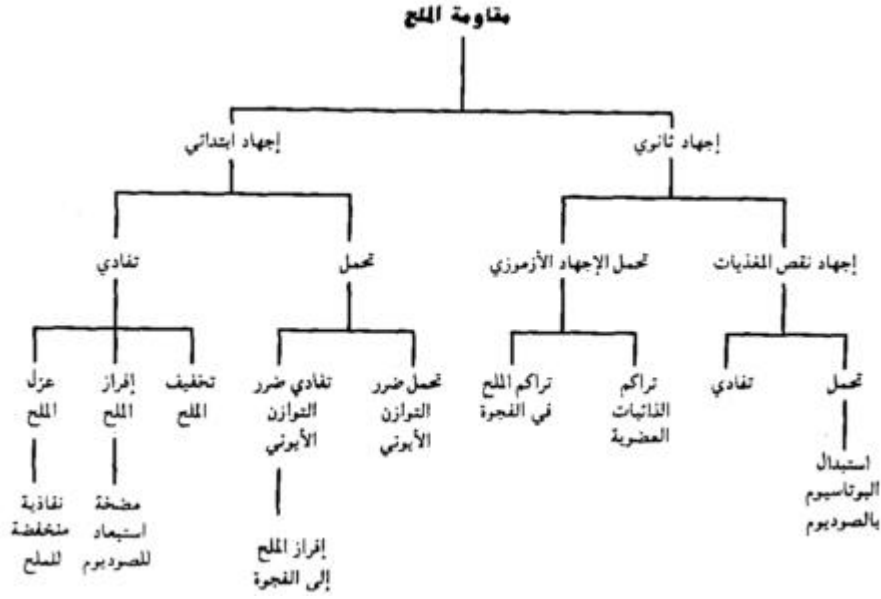 مقاومة الملح
إجهاد ثانوي
إجهاد ابتدائي
إجهاد نقص المغذيات
تحمل الإجهاد الأزموزي
تحمل
تفادي
تحمل
تفادي
تراكم
الذائبات
العضوية
تراكم الملح
في الفجوة
تحمل ضرر
التوازن
الأيوني
تفادي ضرر
التوازن
الأيوني
تخفيف
الملح
إفراز
الملح
عزل
الملح
استبدال
البوتاسيوم
بالصوديوم
إفراز الملح
إلى الفجوة
مضخة
استبعاد
للصوديوم
نفاذية
منخفضة
للملح